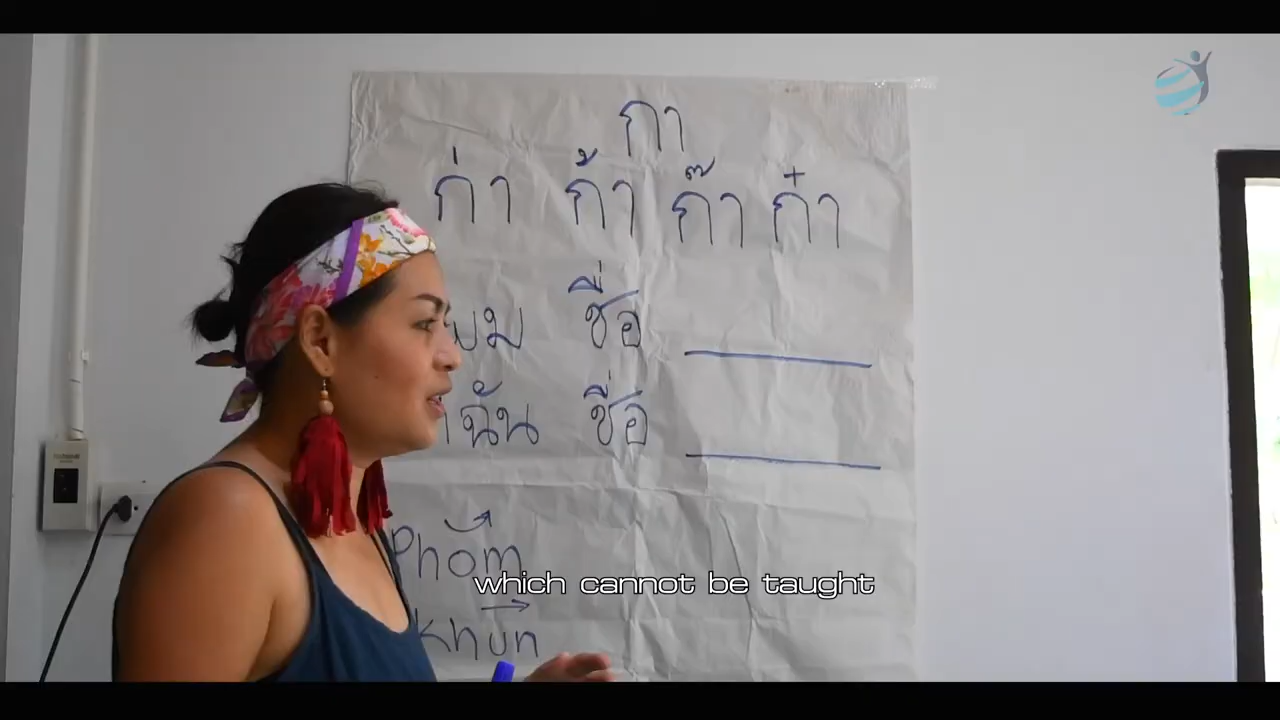 กา
ก่า ก้า ก๊า ก๋า
ชื่อ
ฉัน ชื่อ
Phom
which cannot be taught
khun